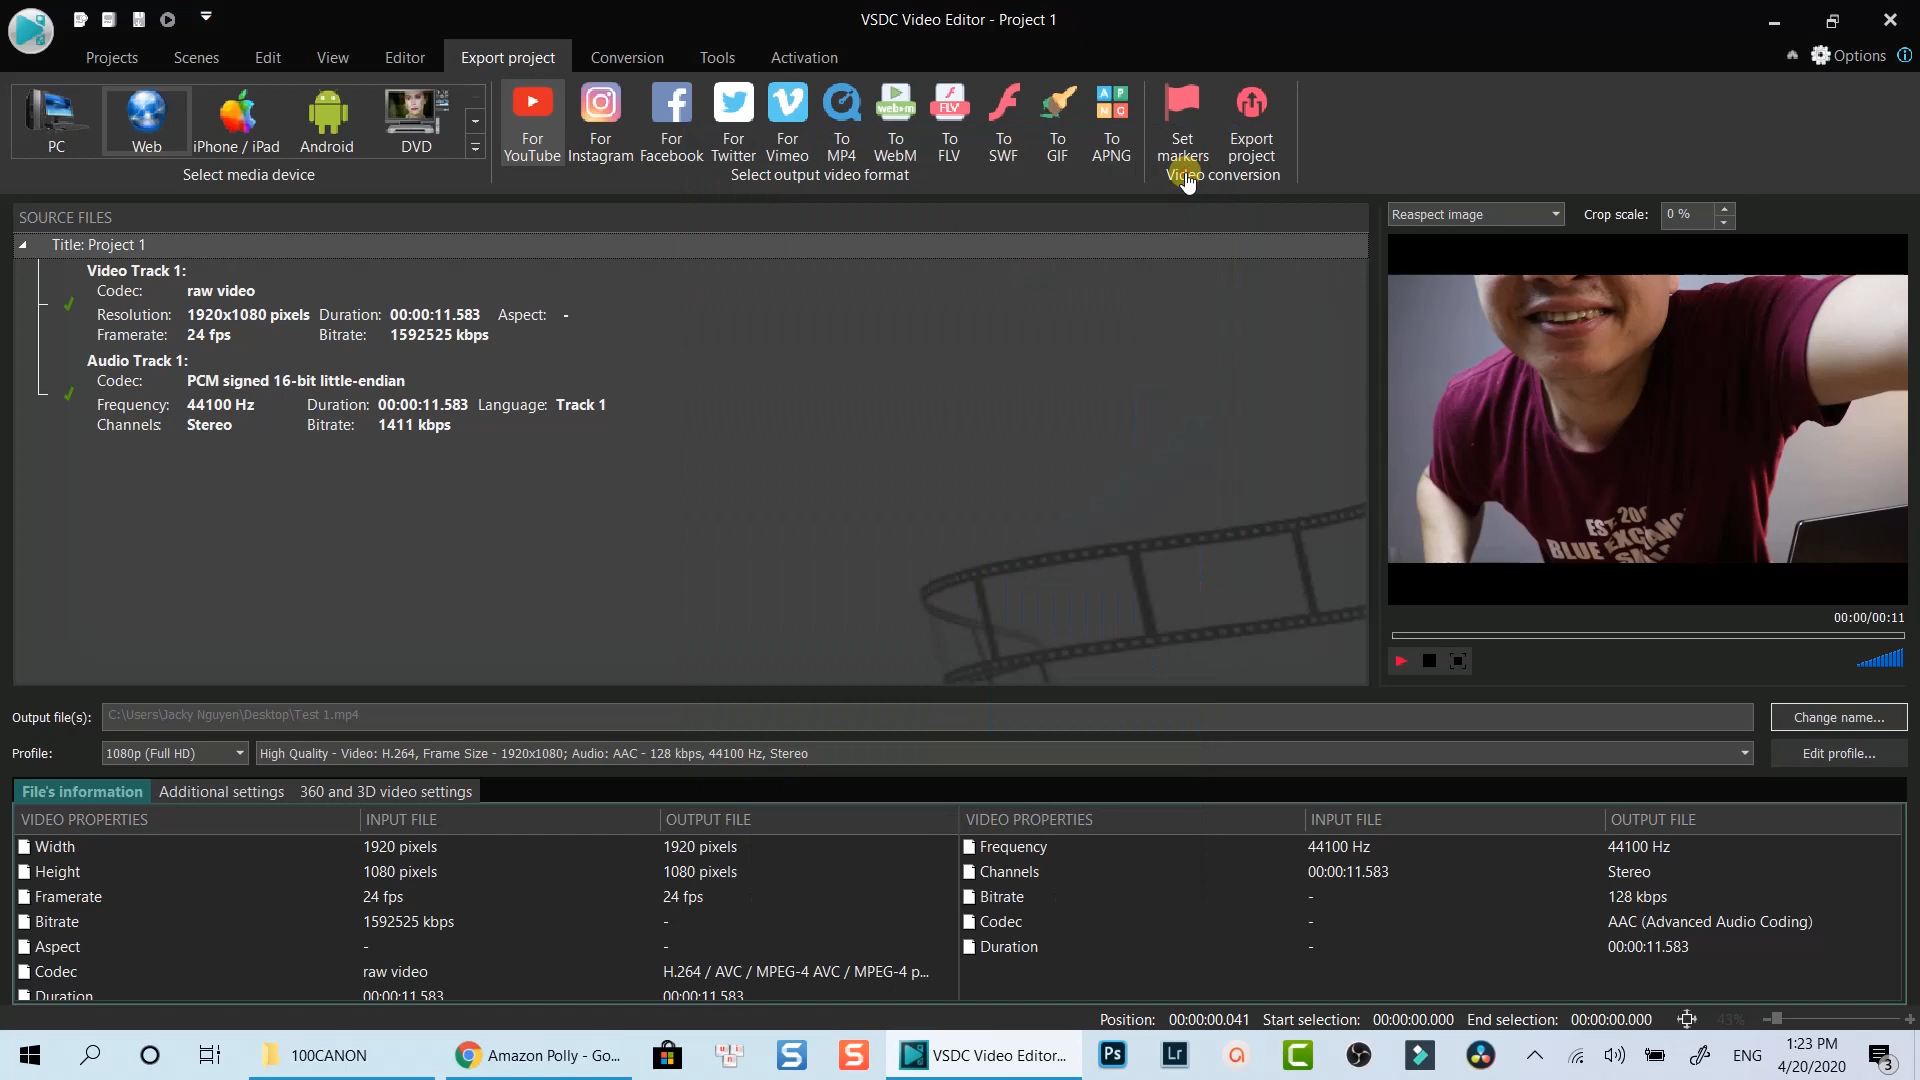 VSDC Video Editor - Project 1
Projects Scenes Edit View Editor Export project Conversion Tools Activation Options
PC Web iPhone / iPad Android DVD
Select media device
For YouTube
For Instagram
For Facebook
For Twitter
For Vimeo
To MP4
web-m
To WebM
FLV
To FLV
To SWF
To GIF
A P N G
To APNG
Select output video format
Set markers
Export project
Video conversion
SOURCE FILES
Reaspect image Crop scale: 0 %
Title: Project 1
Video Track 1:
Codec: raw video
Resolution: 1920x1080 pixels Duration: 00:00:11.583 Aspect: -
Framerate: 24 fps Bitrate: 1592525 kbps
Audio Track 1:
Codec: PCM signed 16-bit little-endian
Frequency: 44100 Hz Duration: 00:00:11.583 Language: Track 1
Channels: Stereo Bitrate: 1411 kbps
EST. 200
BLUE EXCHAN
00:00/00:11
Output file(s): C:\Users\Jacky Nguyen\Desktop\Test 1.mp4 Change name...
Profile: 1080p (Full HD) High Quality - Video: H.264, Frame Size - 1920x1080; Audio: AAC - 128 kbps, 44100 Hz, Stereo Edit profile...
File's information Additional settings 360 and 3D video settings
VIDEO PROPERTIES INPUT FILE OUTPUT FILE VIDEO PROPERTIES INPUT FILE OUTPUT FILE
Width 1920 pixels 1920 pixels Frequency 44100 Hz 44100 Hz
Height 1080 pixels 1080 pixels Channels 00:00:11.583 Stereo
Framerate 24 fps 24 fps Bitrate - 128 kbps
Bitrate 1592525 kbps - Codec - AAC (Advanced Audio Coding)
Aspect - - Duration - 00:00:11.583
Codec raw video H.264 / AVC / MPEG-4 AVC / MPEG-4 p...
Duration 00:00:11.583 00:00:11.583
Position: 00:00:00.041 Start selection: 00:00:00.000 End selection: 00:00:00.000 43%
100CANON Amazon Polly - Go... VSDC Video Editor... Ps Lr ENG 1:23 PM
4/20/2020 3